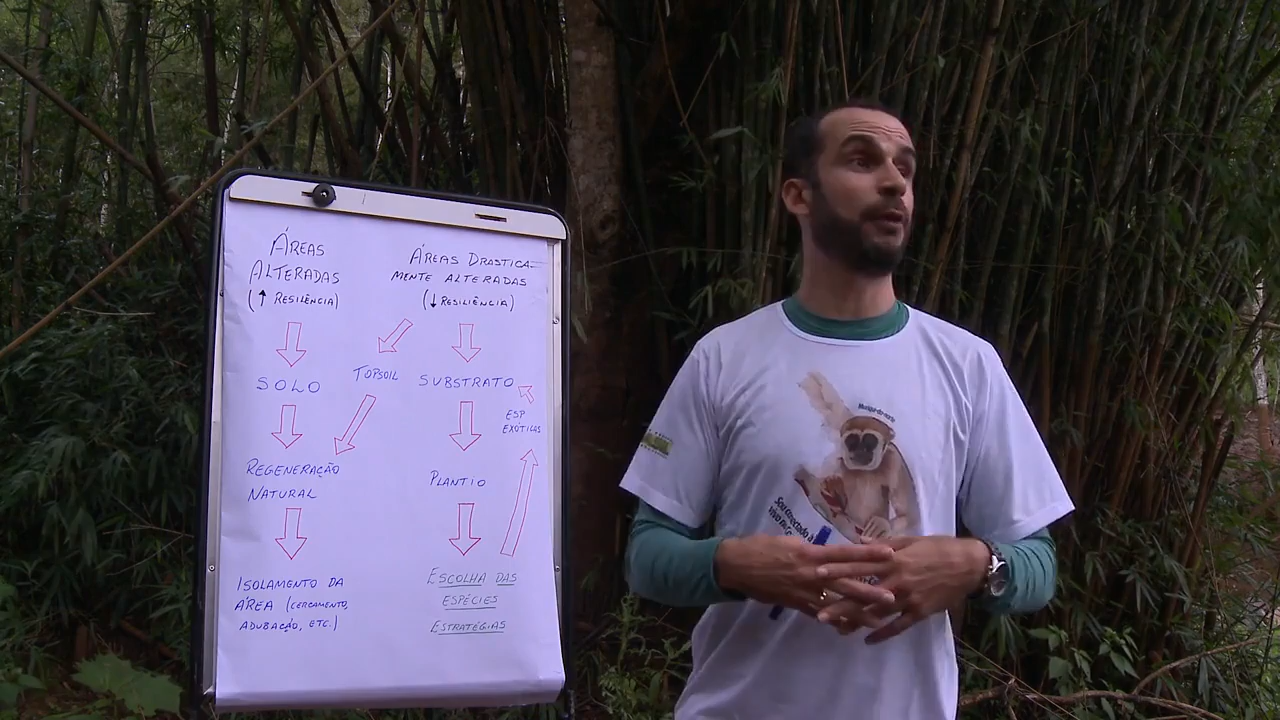 ÁREAS
ALTERADAS
(↑ RESILIÊNCIA)
ÁREAS DRASTICA-
MENTE ALTERADAS
(↓ RESILIÊNCIA)
SOLO
TOPSOIL
SUBSTRATO
ESP
EXÓTICAS
REGENERAÇÃO
NATURAL
PLANTIO
ISOLAMENTO DA
ÁREA (CERCAMENTO,
ADUBAÇÃO, ETC.)
ESCOLHA DAS
ESPÉCIES
ESTRATÉGIAS
Seu